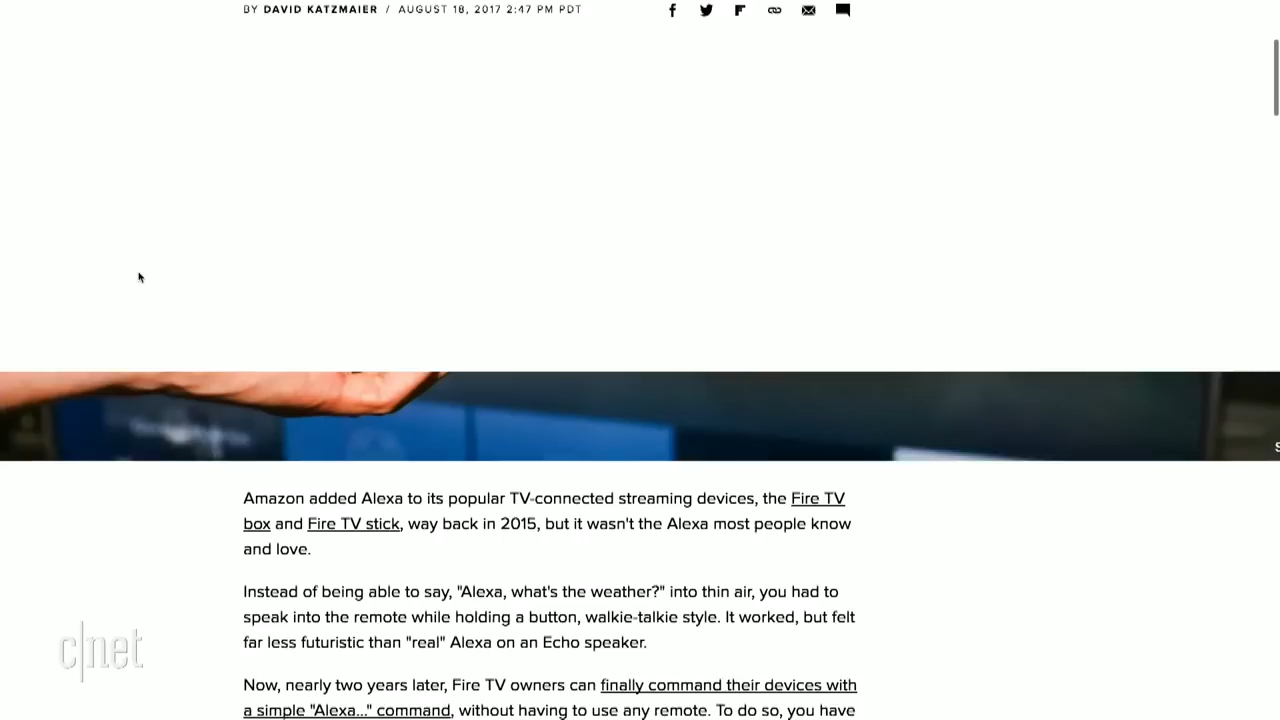 BY DAVID KATZMAIER / AUGUST 18, 2017 2:47 PM PDT
Amazon added Alexa to its popular TV-connected streaming devices, the Fire TV
box and Fire TV stick, way back in 2015, but it wasn't the Alexa most people know
and love.
Instead of being able to say, "Alexa, what's the weather?" into thin air, you had to
speak into the remote while holding a button, walkie-talkie style. It worked, but felt
far less futuristic than "real" Alexa on an Echo speaker.
c|net
Now, nearly two years later, Fire TV owners can finally command their devices with
a simple "Alexa..." command, without having to use any remote. To do so, you have